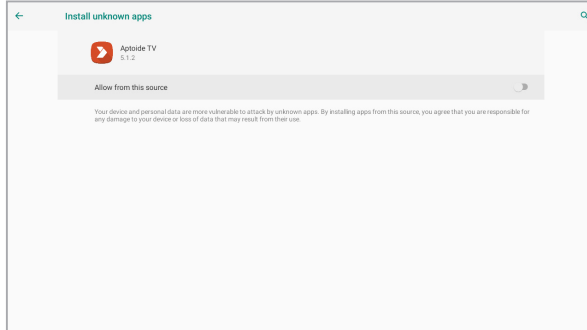 Install unknown apps
Aptoide TV
5.1.2
Allow from this source
Your device and personal data are more vulnerable to attack by unknown apps. By installing apps from this source, you agree that you are responsible for
any damage to your device or loss of data that may result from their use.